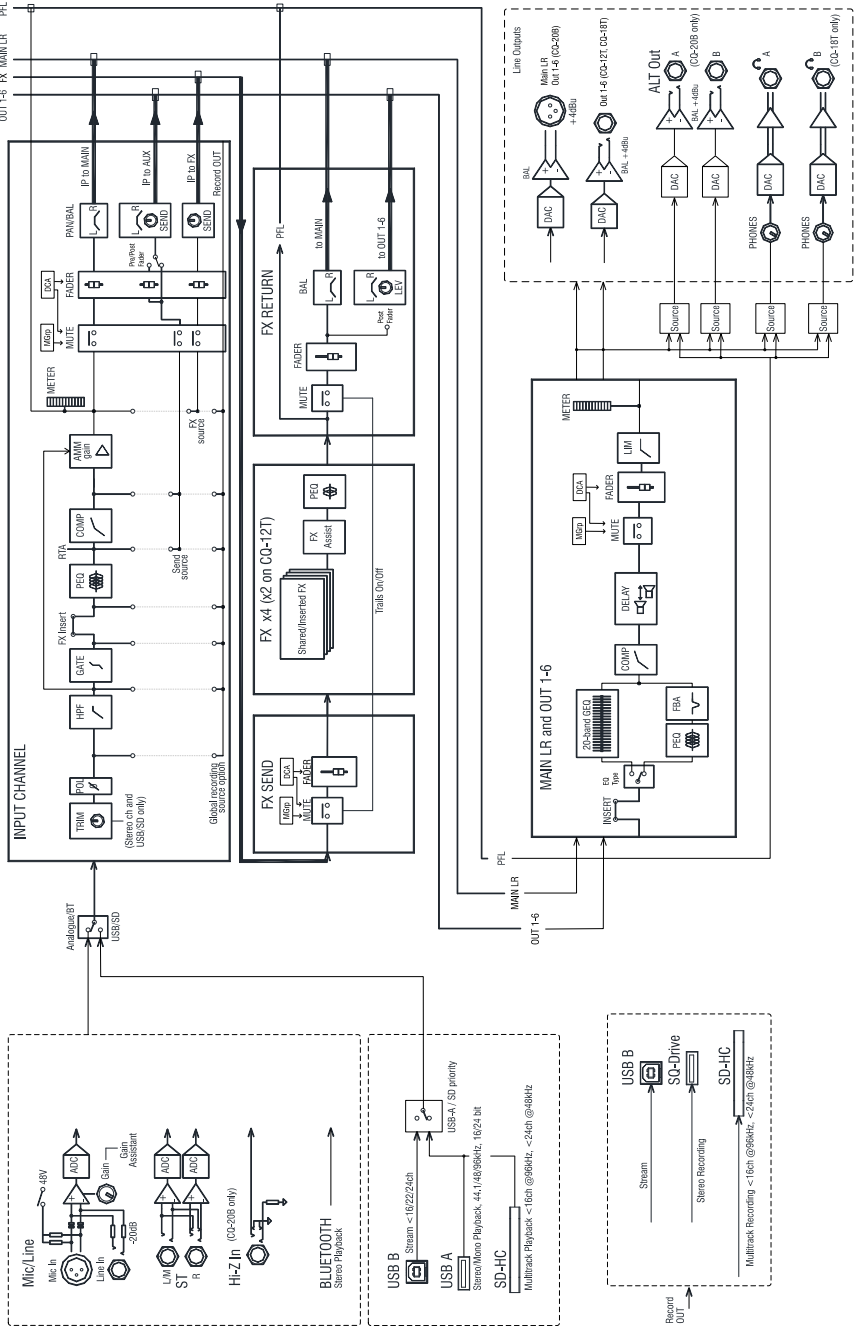 PFL
MAIN LR
FX
OUT 1-6
INPUT CHANNEL
TRIM
(Stereo ch and
USB/SD only)
POL
HPF
GATE
FX Insert
PEQ
RTA
COMP
AMM
gain
METER
MGrp
MUTE
DCA
FADER
Pre/Post
Fader
PAN/BAL
L
R
IP to MAIN
L
R
SEND
IP to AUX
SEND
IP to FX
Record OUT
Global recording
source option
Send
source
FX
source
Analogue/BT
USB/SD
FX SEND
MGrp
DCA
MUTE
FADER
FX x4 (x2 on CQ-12T)
Shared/Inserted FX
FX
Assist
PEQ
Trails On/Off
FX RETURN
MUTE
FADER
PFL
BAL
L
R
to MAIN
Post
Fader
L
R
LEV
to OUT 1-6
Mic/Line
Mic In
48V
Line In
-20dB
+
-
ADC
Gain
Gain
Assistant
L/M
ST
R
+
-
ADC
+
-
ADC
Hi-Z In
(CQ-20B only)
BLUETOOTH
Stereo Playback
USB B
Stream <16/22/24ch
USB-A / SD priority
USB A
Stereo/Mono Playback, 44.1/48/96kHz, 16/24 bit
SD-HC
Multitrack Playback <16ch @96kHz, <24ch @48kHz
PFL
MAIN LR
OUT 1-6
MAIN LR and OUT 1-6
INSERT
EQ
Type
20-band GEQ
PEQ
FBA
COMP
DELAY
MGrp
DCA
MUTE
FADER
LIM
METER
Source
Source
Source
Source
Line Outputs
DAC
BAL
+
-
Main LR
Out 1-6 (CQ-20B)
+4dBu
DAC
+
-
BAL +4dBu
Out 1-6 (CQ-12T, CQ-18T)
ALT Out
DAC
+
-
A
(CQ-20B only)
BAL +4dBu
DAC
+
-
B
PHONES
DAC
A
PHONES
DAC
B
(CQ-18T only)
Record
OUT
Stream
USB B
Stereo Recording
SQ-Drive
SD-HC
Multitrack Recording <16ch @96kHz, <24ch @48kHz